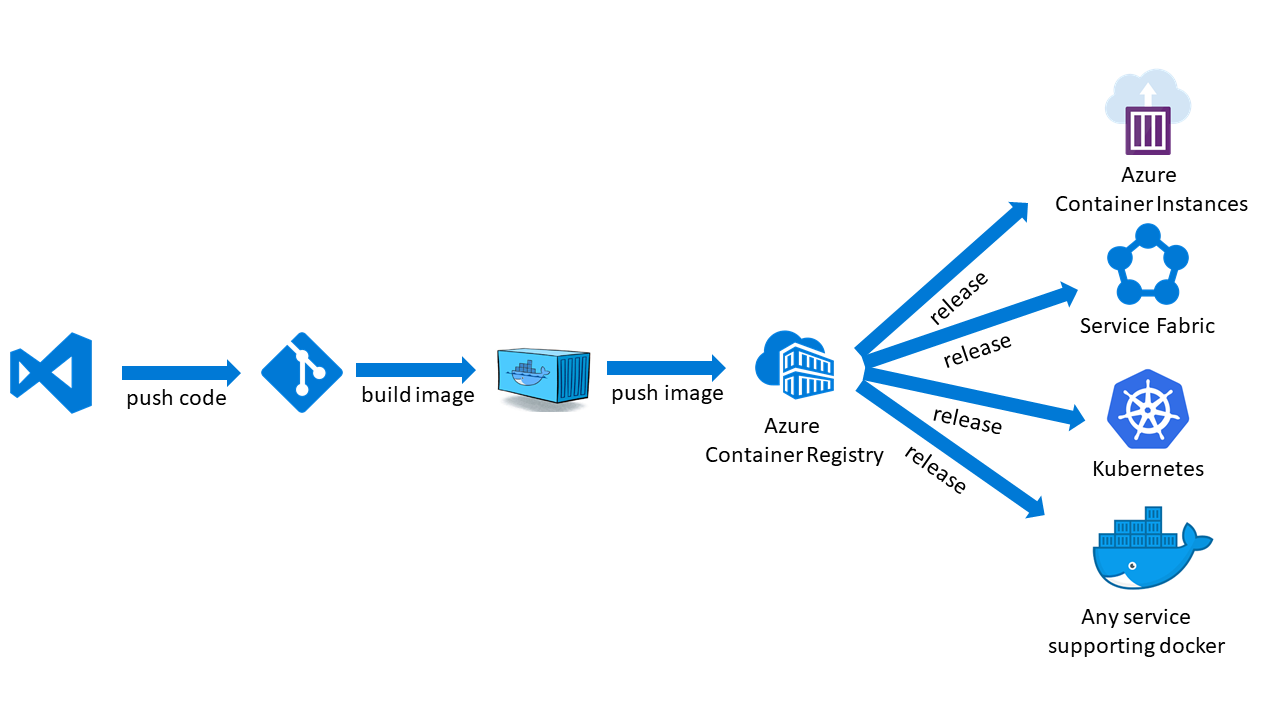 push code
build image
push image
Azure
Container Registry
release
release
release
release
Azure
Container Instances
Service Fabric
Kubernetes
Any service
supporting docker